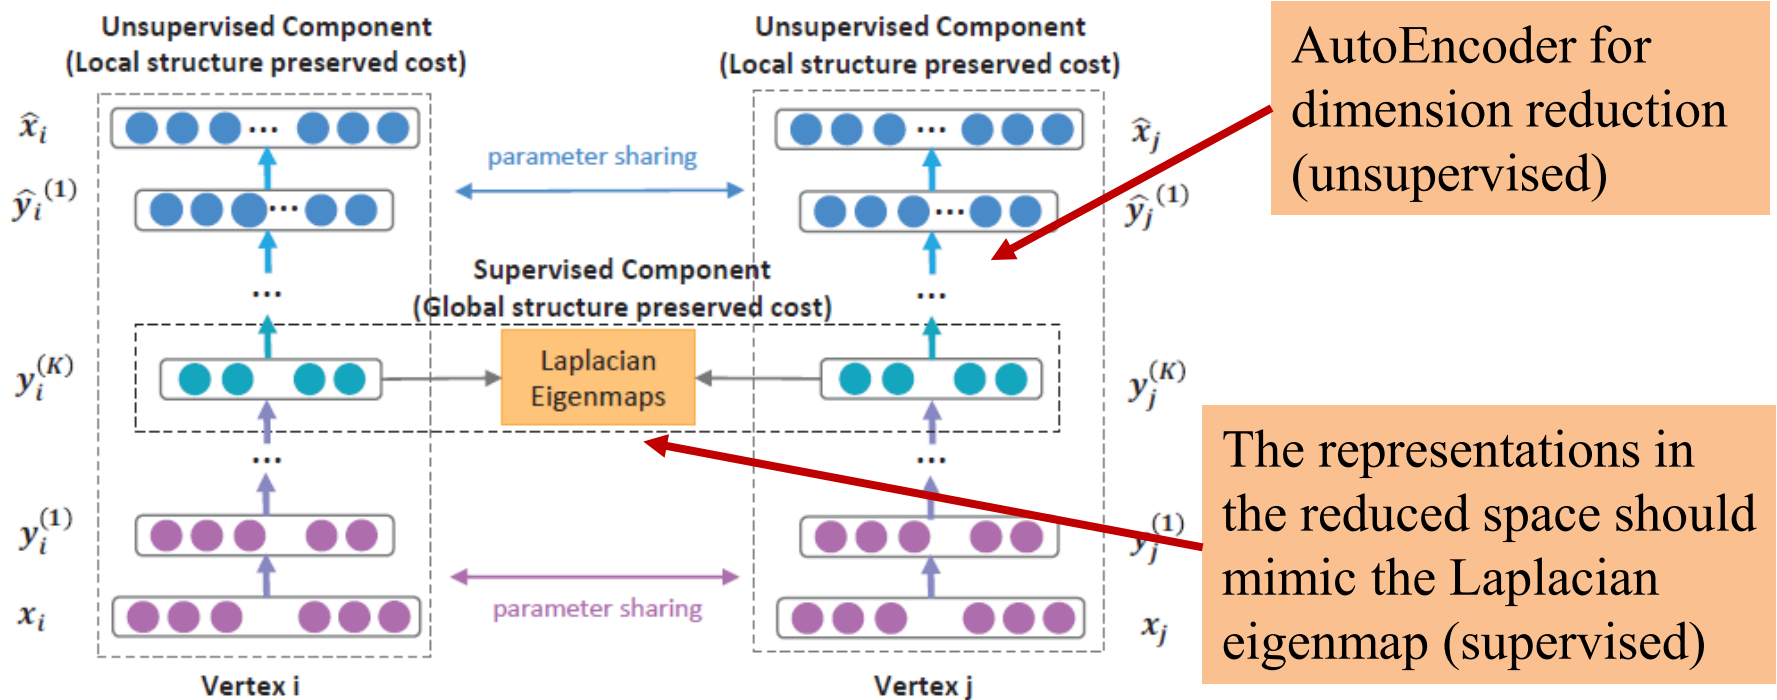 Unsupervised Component
(Local structure preserved cost)
Unsupervised Component
(Local structure preserved cost)
AutoEncoder for
dimension reduction
(unsupervised)
x̂ᵢ
... 
parameter sharing
...
x̂ⱼ
ŷᵢ⁽¹⁾
...
...
ŷⱼ⁽¹⁾
...
Supervised Component
(Global structure preserved cost)
...
yᵢ⁽ᴷ⁾
Laplacian
Eigenmaps
yⱼ⁽ᴷ⁾
The representations in
the reduced space should
mimic the Laplacian
eigenmap (supervised)
...
...
yᵢ⁽¹⁾
yⱼ⁽¹⁾
xᵢ
parameter sharing
xⱼ
Vertex i
Vertex j